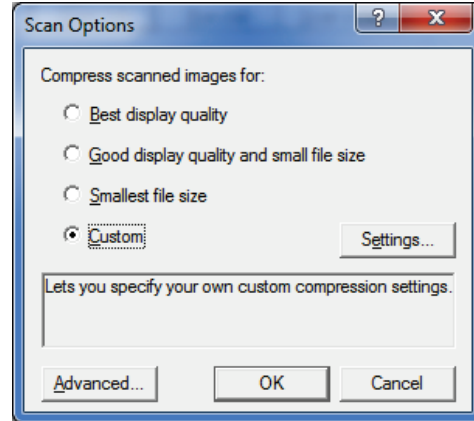 Scan Options
?
X
Compress scanned images for:
Best display quality
Good display quality and small file size
Smallest file size
Custom
Settings...
Lets you specify your own custom compression settings.
Advanced...
OK
Cancel